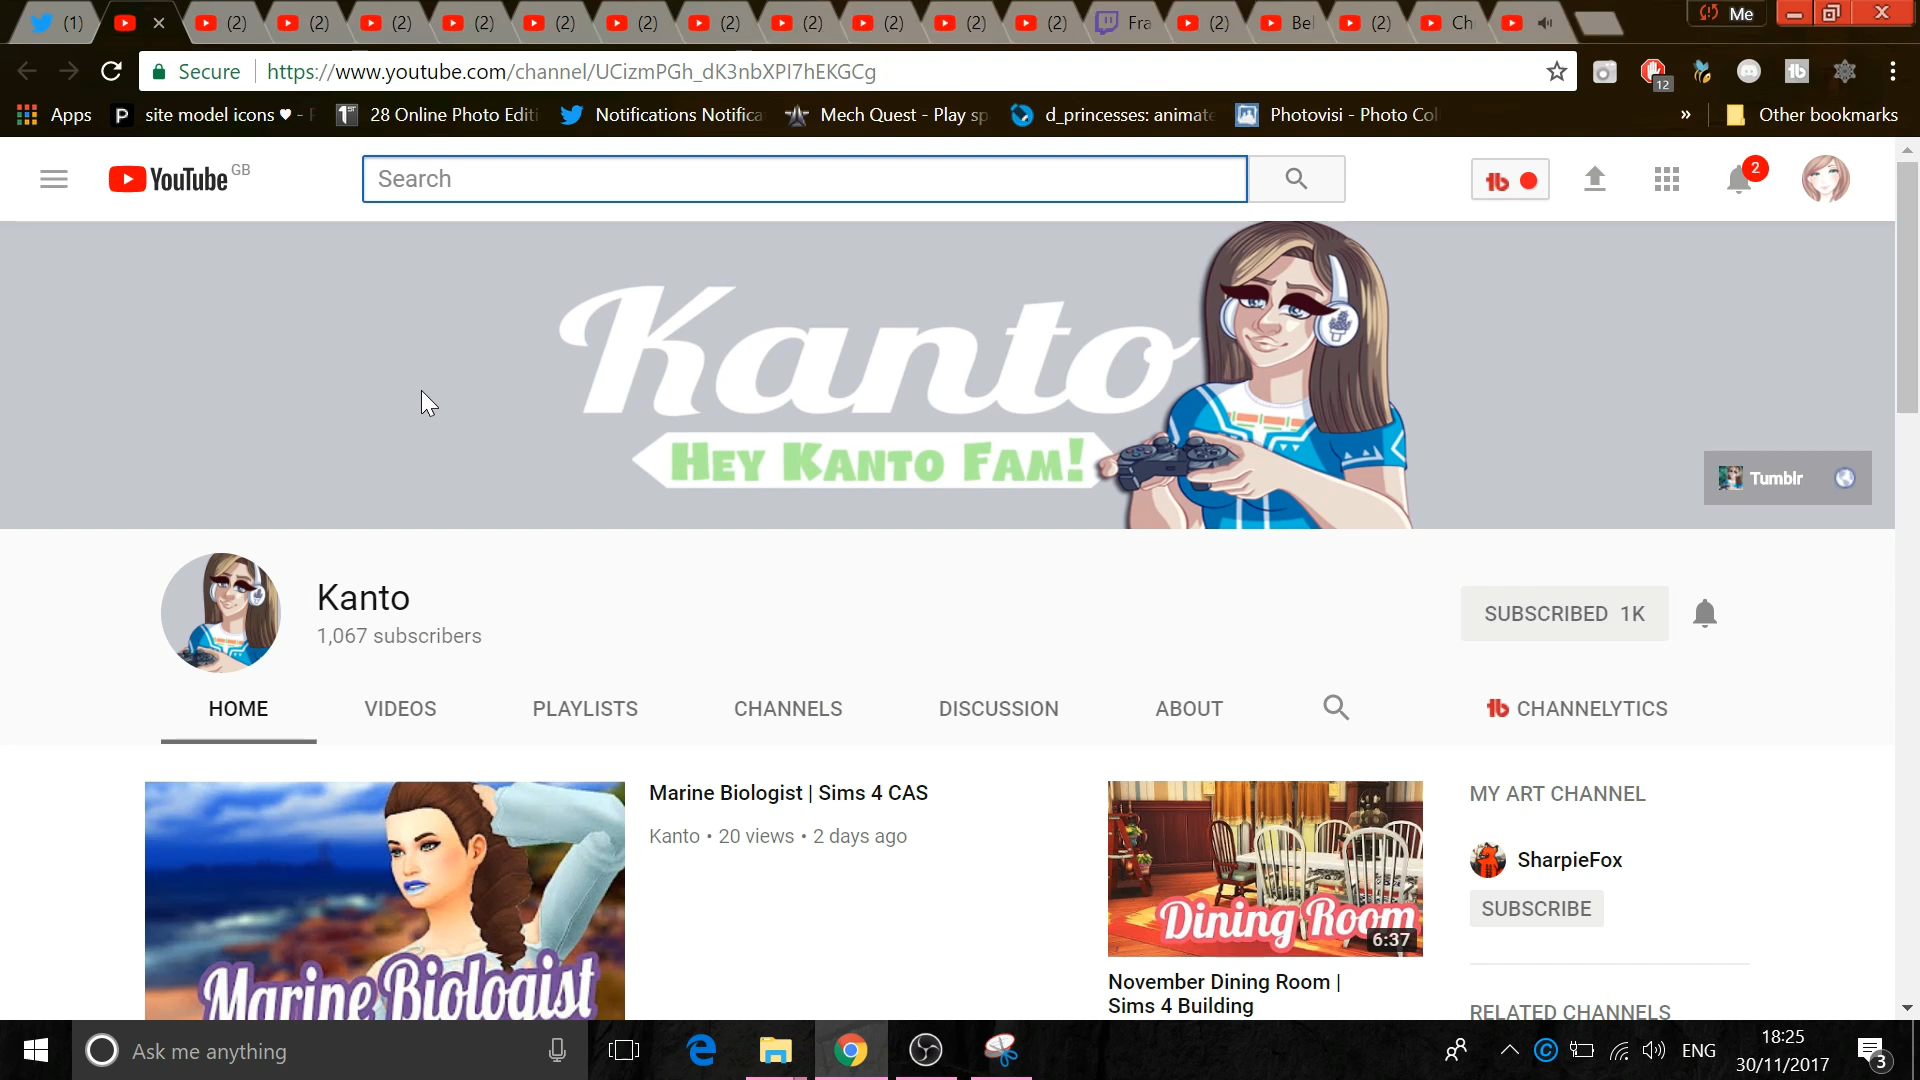 (1)
(2)
(2)
(2)
(2)
(2)
(2)
(2)
(2)
(2)
(2)
(2)
Fra
(2)
Bel
(2)
Ch
Me
Secure
https://www.youtube.com/channel/UCizmPGh_dK3nbXPI7hEKGCg
12
Apps
site model icons ♥ -
28 Online Photo Editi
Notifications Notifica
Mech Quest - Play sp
d_princesses: animate
Photovisi - Photo Col
»
Other bookmarks
YouTube GB
Search
2
Kanto
HEY KANTO FAM!
Tumblr
Kanto
1,067 subscribers
SUBSCRIBED 1K
HOME
VIDEOS
PLAYLISTS
CHANNELS
DISCUSSION
ABOUT
CHANNELYTICS
Marine Biologist
Marine Biologist | Sims 4 CAS
Kanto • 20 views • 2 days ago
Dining Room
6:37
November Dining Room |
Sims 4 Building
MY ART CHANNEL
SharpieFox
SUBSCRIBE
RELATED CHANNELS
Ask me anything
ENG
18:25
30/11/2017
3